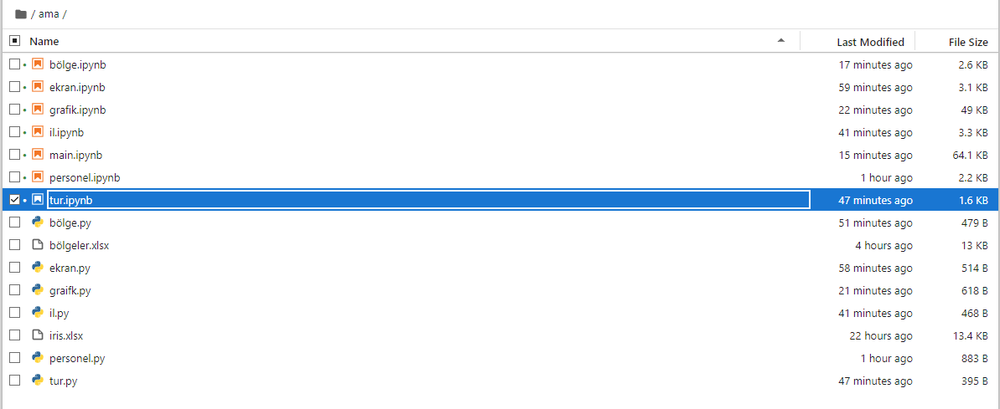 / ama /
Name Last Modified File Size
bölge.ipynb 17 minutes ago 2.6 KB
ekran.ipynb 59 minutes ago 3.1 KB
grafik.ipynb 22 minutes ago 49 KB
il.ipynb 41 minutes ago 3.3 KB
main.ipynb 15 minutes ago 64.1 KB
personel.ipynb 1 hour ago 2.2 KB
tur.ipynb 47 minutes ago 1.6 KB
bölge.py 51 minutes ago 479 B
bölgeler.xlsx 4 hours ago 13 KB
ekran.py 58 minutes ago 514 B
graifk.py 21 minutes ago 618 B
il.py 41 minutes ago 468 B
iris.xlsx 22 hours ago 13.4 KB
personel.py 1 hour ago 883 B
tur.py 47 minutes ago 395 B